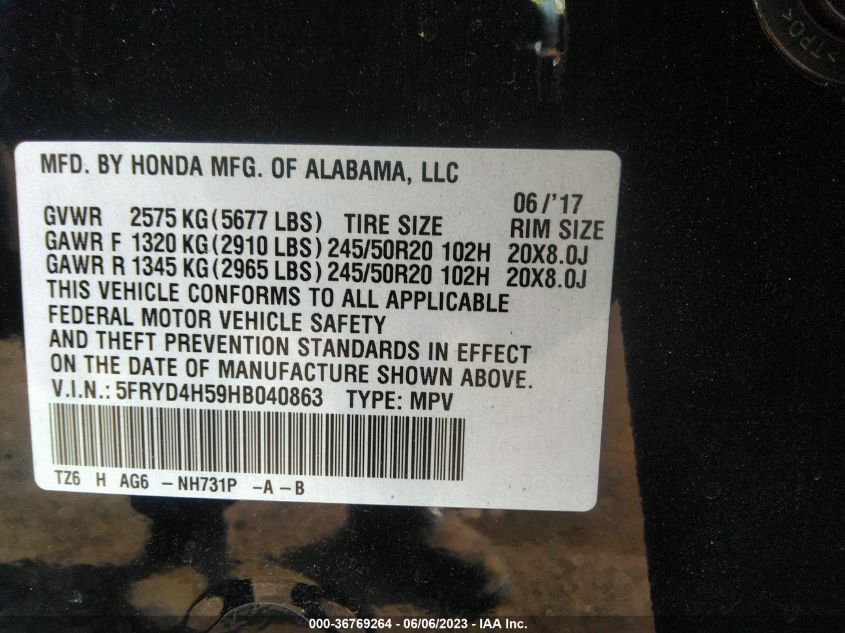 >TPO<
MFD. BY HONDA MFG. OF ALABAMA, LLC
06/'17
GVWR 2575 KG(5677 LBS) TIRE SIZE RIM SIZE
GAWR F 1320 KG(2910 LBS) 245/50R20 102H 20X8.0J
GAWR R 1345 KG(2965 LBS) 245/50R20 102H 20X8.0J
THIS VEHICLE CONFORMS TO ALL APPLICABLE
FEDERAL MOTOR VEHICLE SAFETY
AND THEFT PREVENTION STANDARDS IN EFFECT
ON THE DATE OF MANUFACTURE SHOWN ABOVE.
V.I.N.: 5FRYD4H59HB040863 TYPE: MPV
TZ6 H AG6 -NH731P -A-B
000-36769264 - 06/06/2023 - IAA Inc.